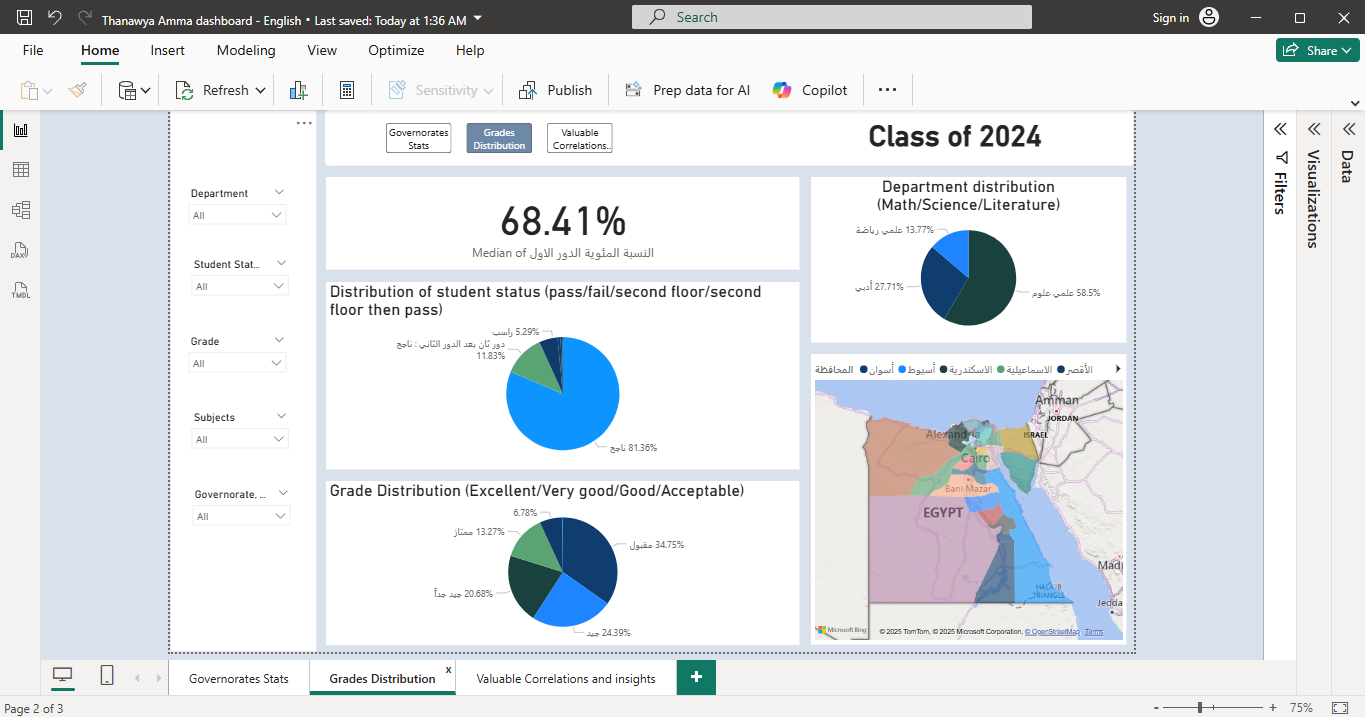 Thanawya Amma dashboard - English • Last saved: Today at 1:36 AM
Search
Sign in
File Home Insert Modeling View Optimize Help
Share
Refresh
Sensitivity
Publish
Prep data for AI
Copilot
Governorates Stats
Grades Distribution
Valuable Correlations..
Class of 2024
Department
All
Student Stat...
All
Grade
All
Subjects
All
Governorate, ...
All
68.41%
Median of النسبة المئوية الدور الاول
Distribution of student status (pass/fail/second floor/second
floor then pass)
راسب 5.29%
دور ثان بعد الدور الثاني : ناجح
11.83%
ناجح 81.36%
Grade Distribution (Excellent/Very good/Good/Acceptable)
6.78%
ممتاز 13.27%
مقبول 34.75%
جيد جداً 20.68%
جيد 24.39%
Department distribution
(Math/Science/Literature)
علمي رياضة 13.77%
أدبي 27.71%
علمي علوم 58.5%
المحافظة أسوان أسيوط الاسكندرية الاسماعيلية الأقصر
Amman
JORDAN
ISRAEL
Alexandria
Cairo
Bani Mazar
EGYPT
Madi
HALA'IB
TRIANGLE
Jedda
Microsoft Bing
© 2025 TomTom, © 2025 Microsoft Corporation, © OpenStreetMap Terms
Filters
Visualizations
Data
DAX
TMDL
Governorates Stats
Grades Distribution
x
Valuable Correlations and insights
+
Page 2 of 3
- + 75%